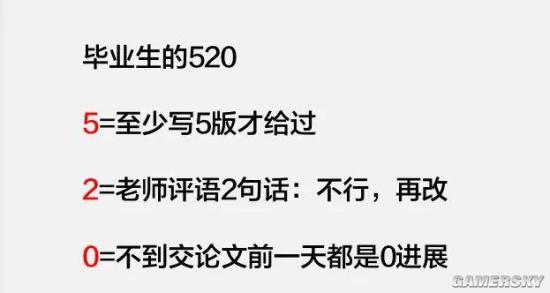 毕业生的520
5=至少写5版才给过
2=老师评语2句话：不行，再改
0=不到交论文前一天都是0进展
GAMERSKY